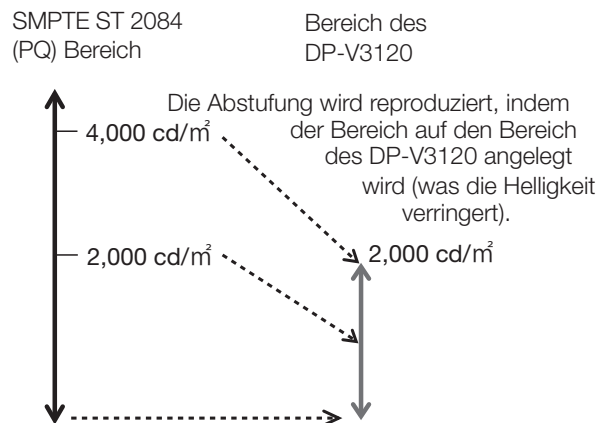 SMPTE ST 2084
(PQ) Bereich
Bereich des
DP-V3120
Die Abstufung wird reproduziert, indem
der Bereich auf den Bereich
des DP-V3120 angelegt
wird (was die Helligkeit
verringert).
4,000 cd/㎡
2,000 cd/㎡
2,000 cd/㎡